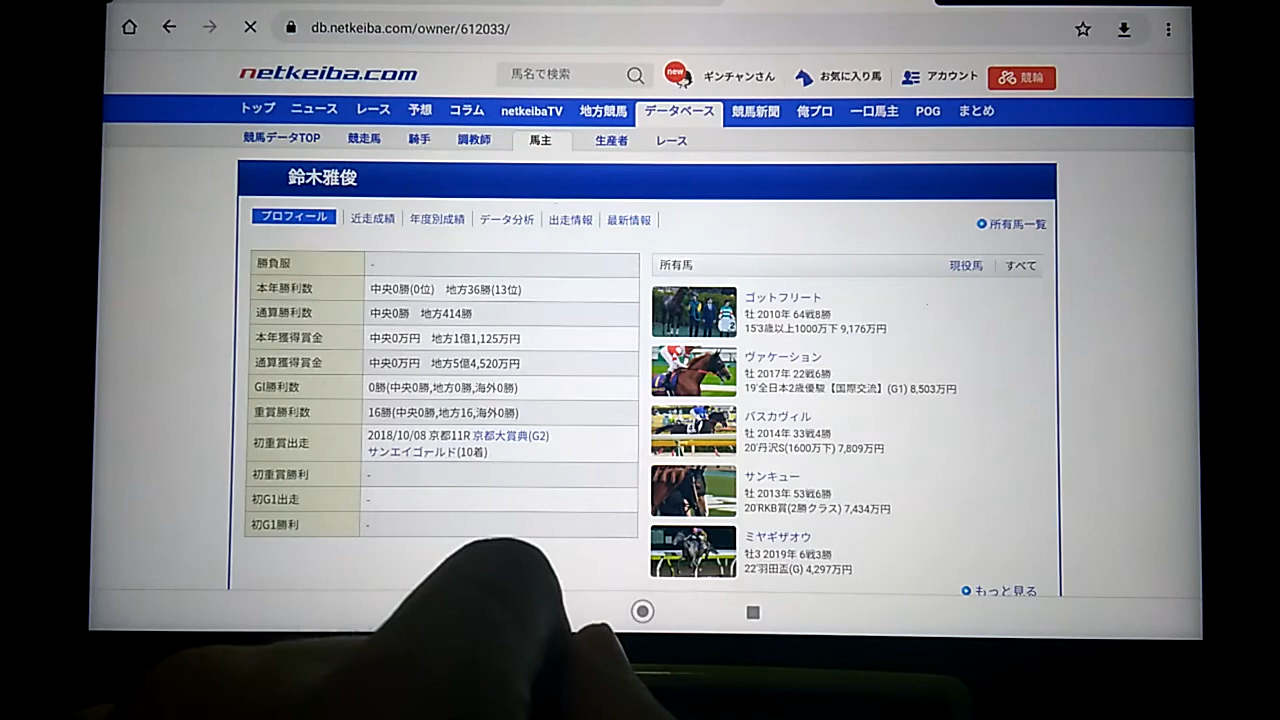 db.netkeiba.com/owner/612033/
netkeiba.com
馬名で検索
new
ギンチャンさん
お気に入り馬
アカウント
競輪
トップ ニュース レース 予想 コラム netkeibaTV 地方競馬 データベース 競馬新聞 俺プロ 一口馬主 POG まとめ
競馬データTOP 競走馬 騎手 調教師 馬主 生産者 レース
鈴木雅俊
プロフィール 近走成績 年度別成績 データ分析 出走情報 最新情報
所有馬一覧
勝負服 -
本年勝利数 中央0勝(0位) 地方36勝(13位)
通算勝利数 中央0勝 地方414勝
本年獲得賞金 中央0万円 地方1億1,125万円
通算獲得賞金 中央0万円 地方5億4,520万円
GI勝利数 0勝(中央0勝,地方0勝,海外0勝)
重賞勝利数 16勝(中央0勝,地方16,海外0勝)
初重賞出走 2018/10/08 京都11R 京都大賞典(G2)
サンエイゴールド(10着)
初重賞勝利 -
初G1出走 -
初G1勝利 -
所有馬 現役馬 すべて
ゴットフリート
牡 2010年 64戦8勝
15'3歳以上1000万下 9,176万円
ヴァケーション
牡 2017年 22戦6勝
19'全日本2歳優駿【国際交流】(G1) 8,503万円
バスカヴィル
牡 2014年 33戦4勝
20'丹沢S(1600万下) 7,809万円
サンキュー
牡 2013年 53戦6勝
20'RKB賞(2勝クラス) 7,434万円
ミヤギザオウ
牡3 2019年 6戦3勝
22'羽田盃(G) 4,297万円
もっと見る